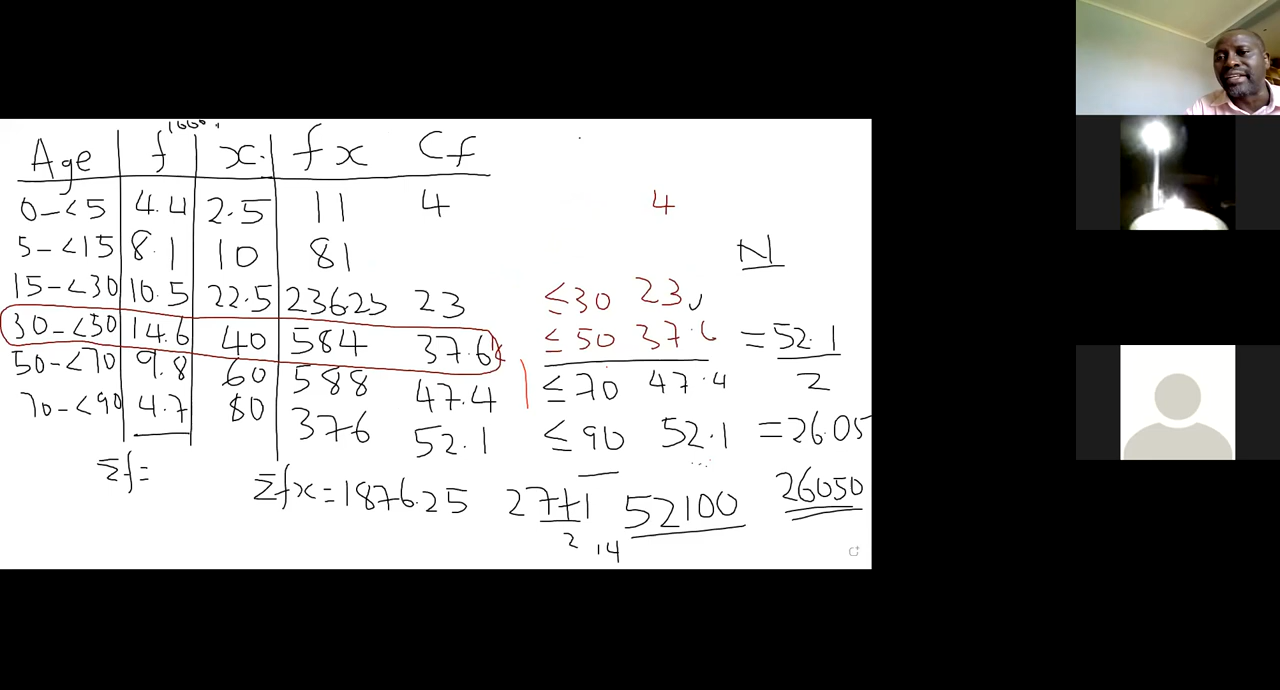 1000
Age f x fx Cf
0-<5 4.4 2.5 11 4 4
5-<15 8.1 10 81 N
15-<30 10.5 22.5 236.25 23 ≤30 23
30-<50 14.6 40 584 37.6 ≤50 37.6 = 52.1
50-<70 9.8 60 588 47.4 ≤70 47.4 2
70-<90 4.7 80 376 52.1 ≤90 52.1 = 26.05
Σf= Σfx=1876.25 27+1 52100 26050
2 14